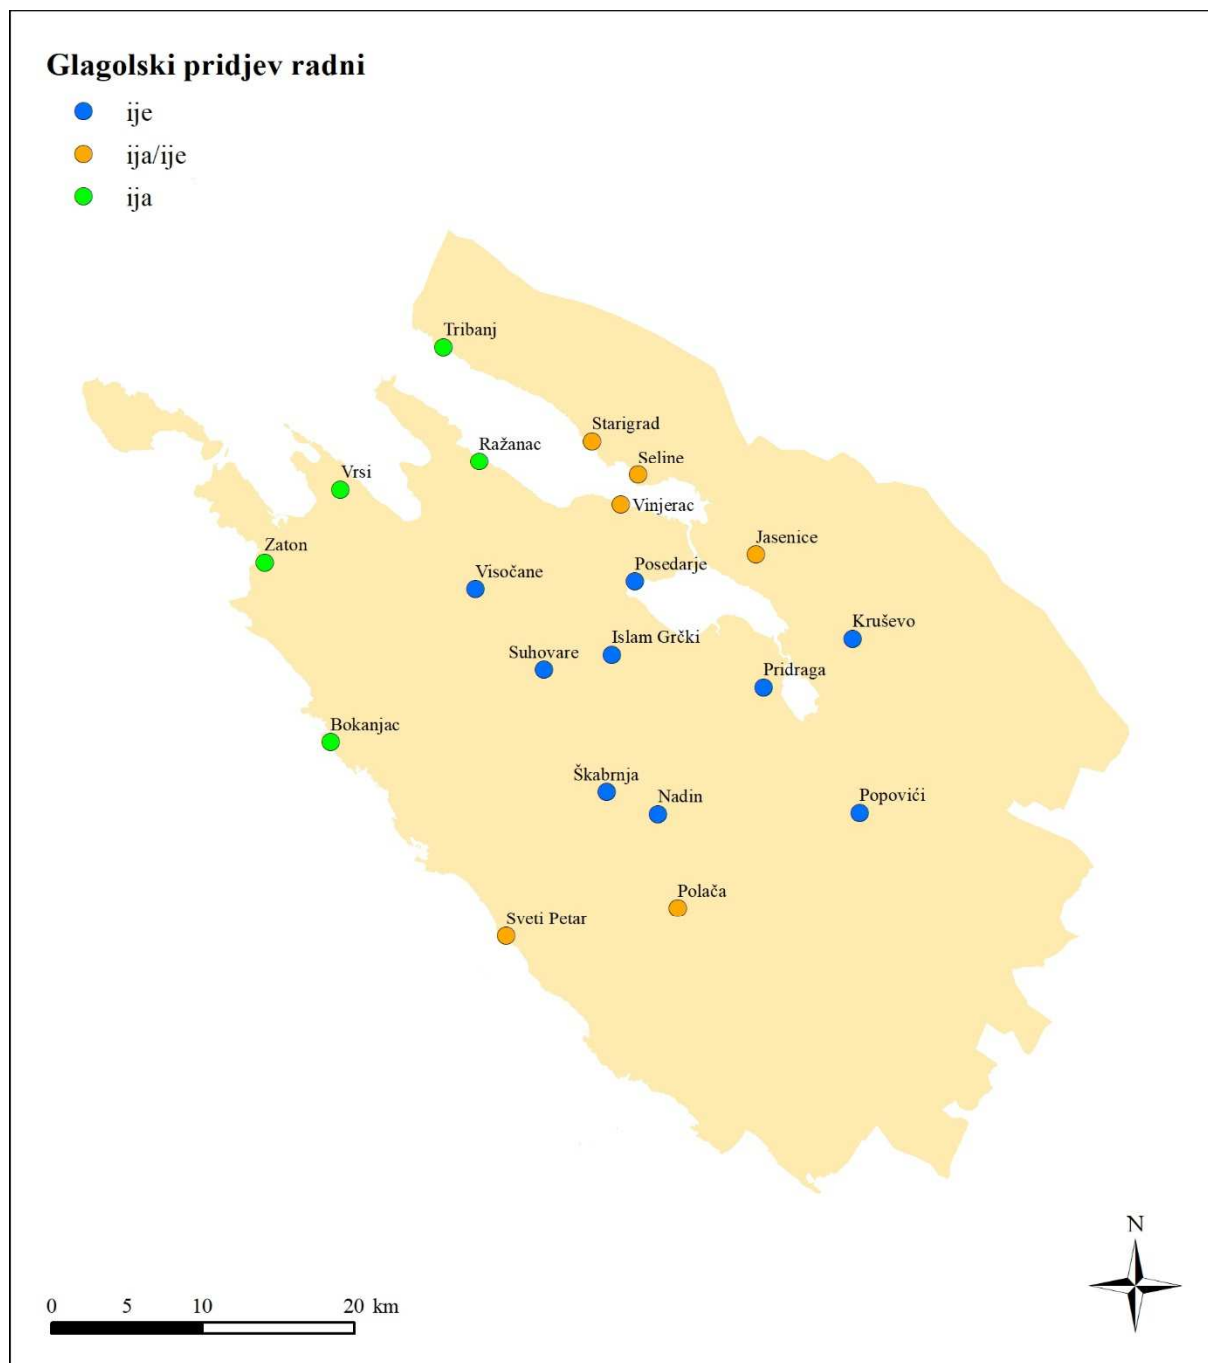 Glagolski pridjev radni
ije
ija/ije
ija
Tribanj
Starigrad
Ražanac
Seline
Vrsi
Vinjerac
Jasenice
Zaton
Posedarje
Visočane
Kruševo
Islam Grčki
Suhovare
Pridraga
Bokanjac
Škabrnja
Nadin
Popovići
Polača
Sveti Petar
N
0 5 10 20 km